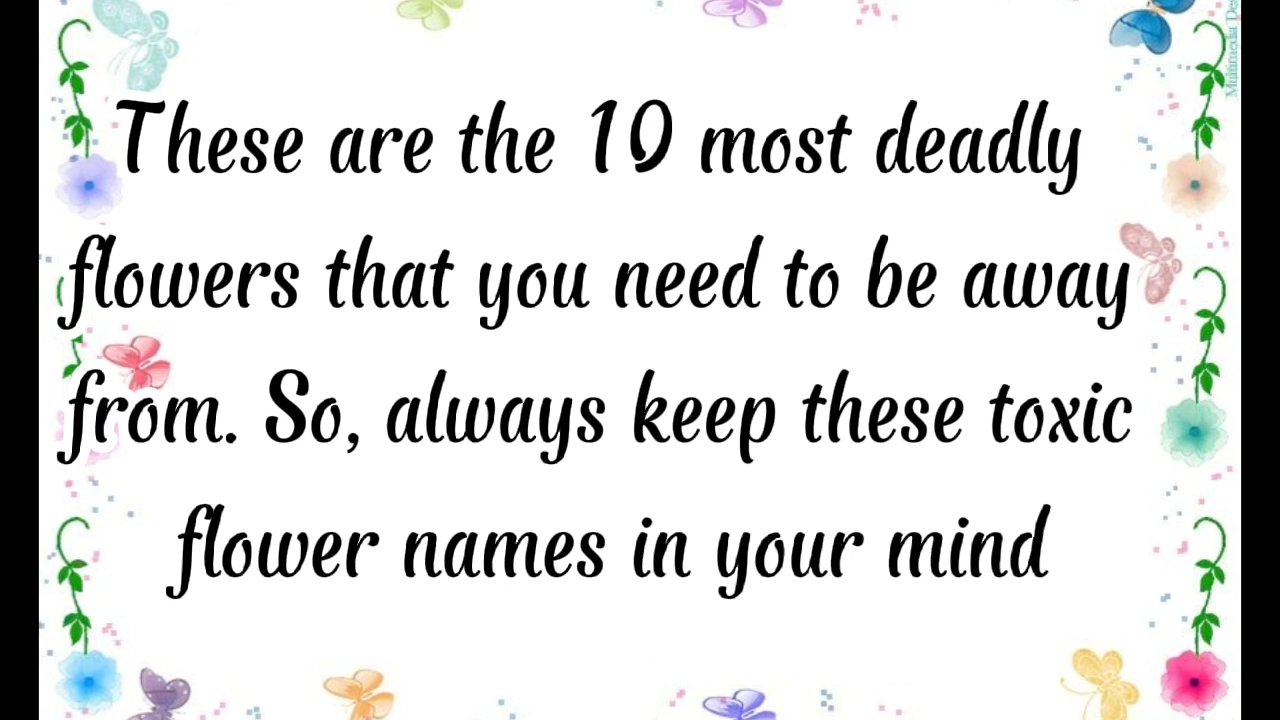 These are the 10 most deadly
flowers that you need to be away
from. So, always keep these toxic
flower names in your mind
Multimedia